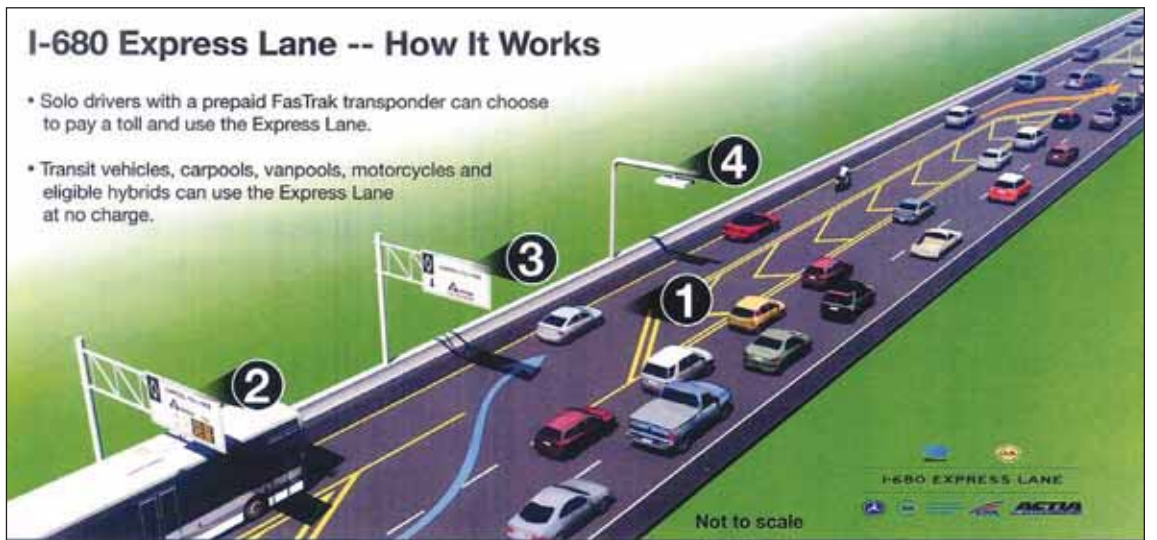 I-680 Express Lane -- How It Works
• Solo drivers with a prepaid FasTrak transponder can choose
to pay a toll and use the Express Lane.
• Transit vehicles, carpools, vanpools, motorcycles and
eligible hybrids can use the Express Lane
at no charge.
4
3
1
2
I-680 EXPRESS LANE
ACTIA
Not to scale